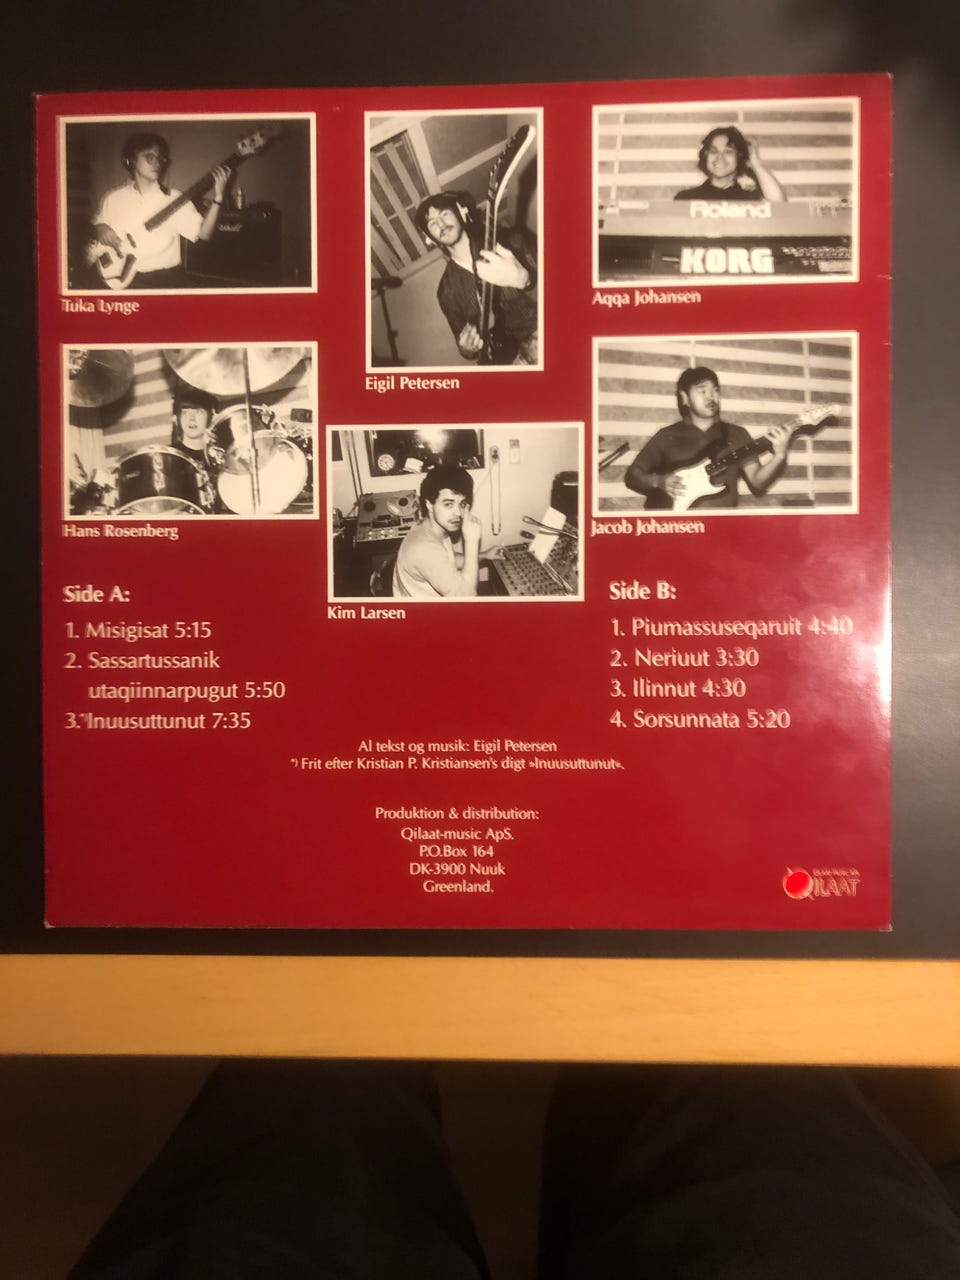 Roland
KORG
Tuka Lynge
Aqqa Johansen
Eigil Petersen
Hans Rosenberg
Jacob Johansen
Kim Larsen
Side A:
1. Misigisat 5:15
2. Sassartussanik
utaqiinnarpugut 5:50
3.*)Inuusuttunut 7:35
Side B:
1. Piumassuseqaruit 4:40
2. Neriuut 3:30
3. Ilinnut 4:30
4. Sorsunnata 5:20
Al tekst og musik: Eigil Petersen
*) Frit efter Kristian P. Kristiansen's digt »Inuusuttunut«.
Produktion & distribution:
Qilaat-music ApS.
P.O.Box 164
DK-3900 Nuuk
Greenland.
QILAAT